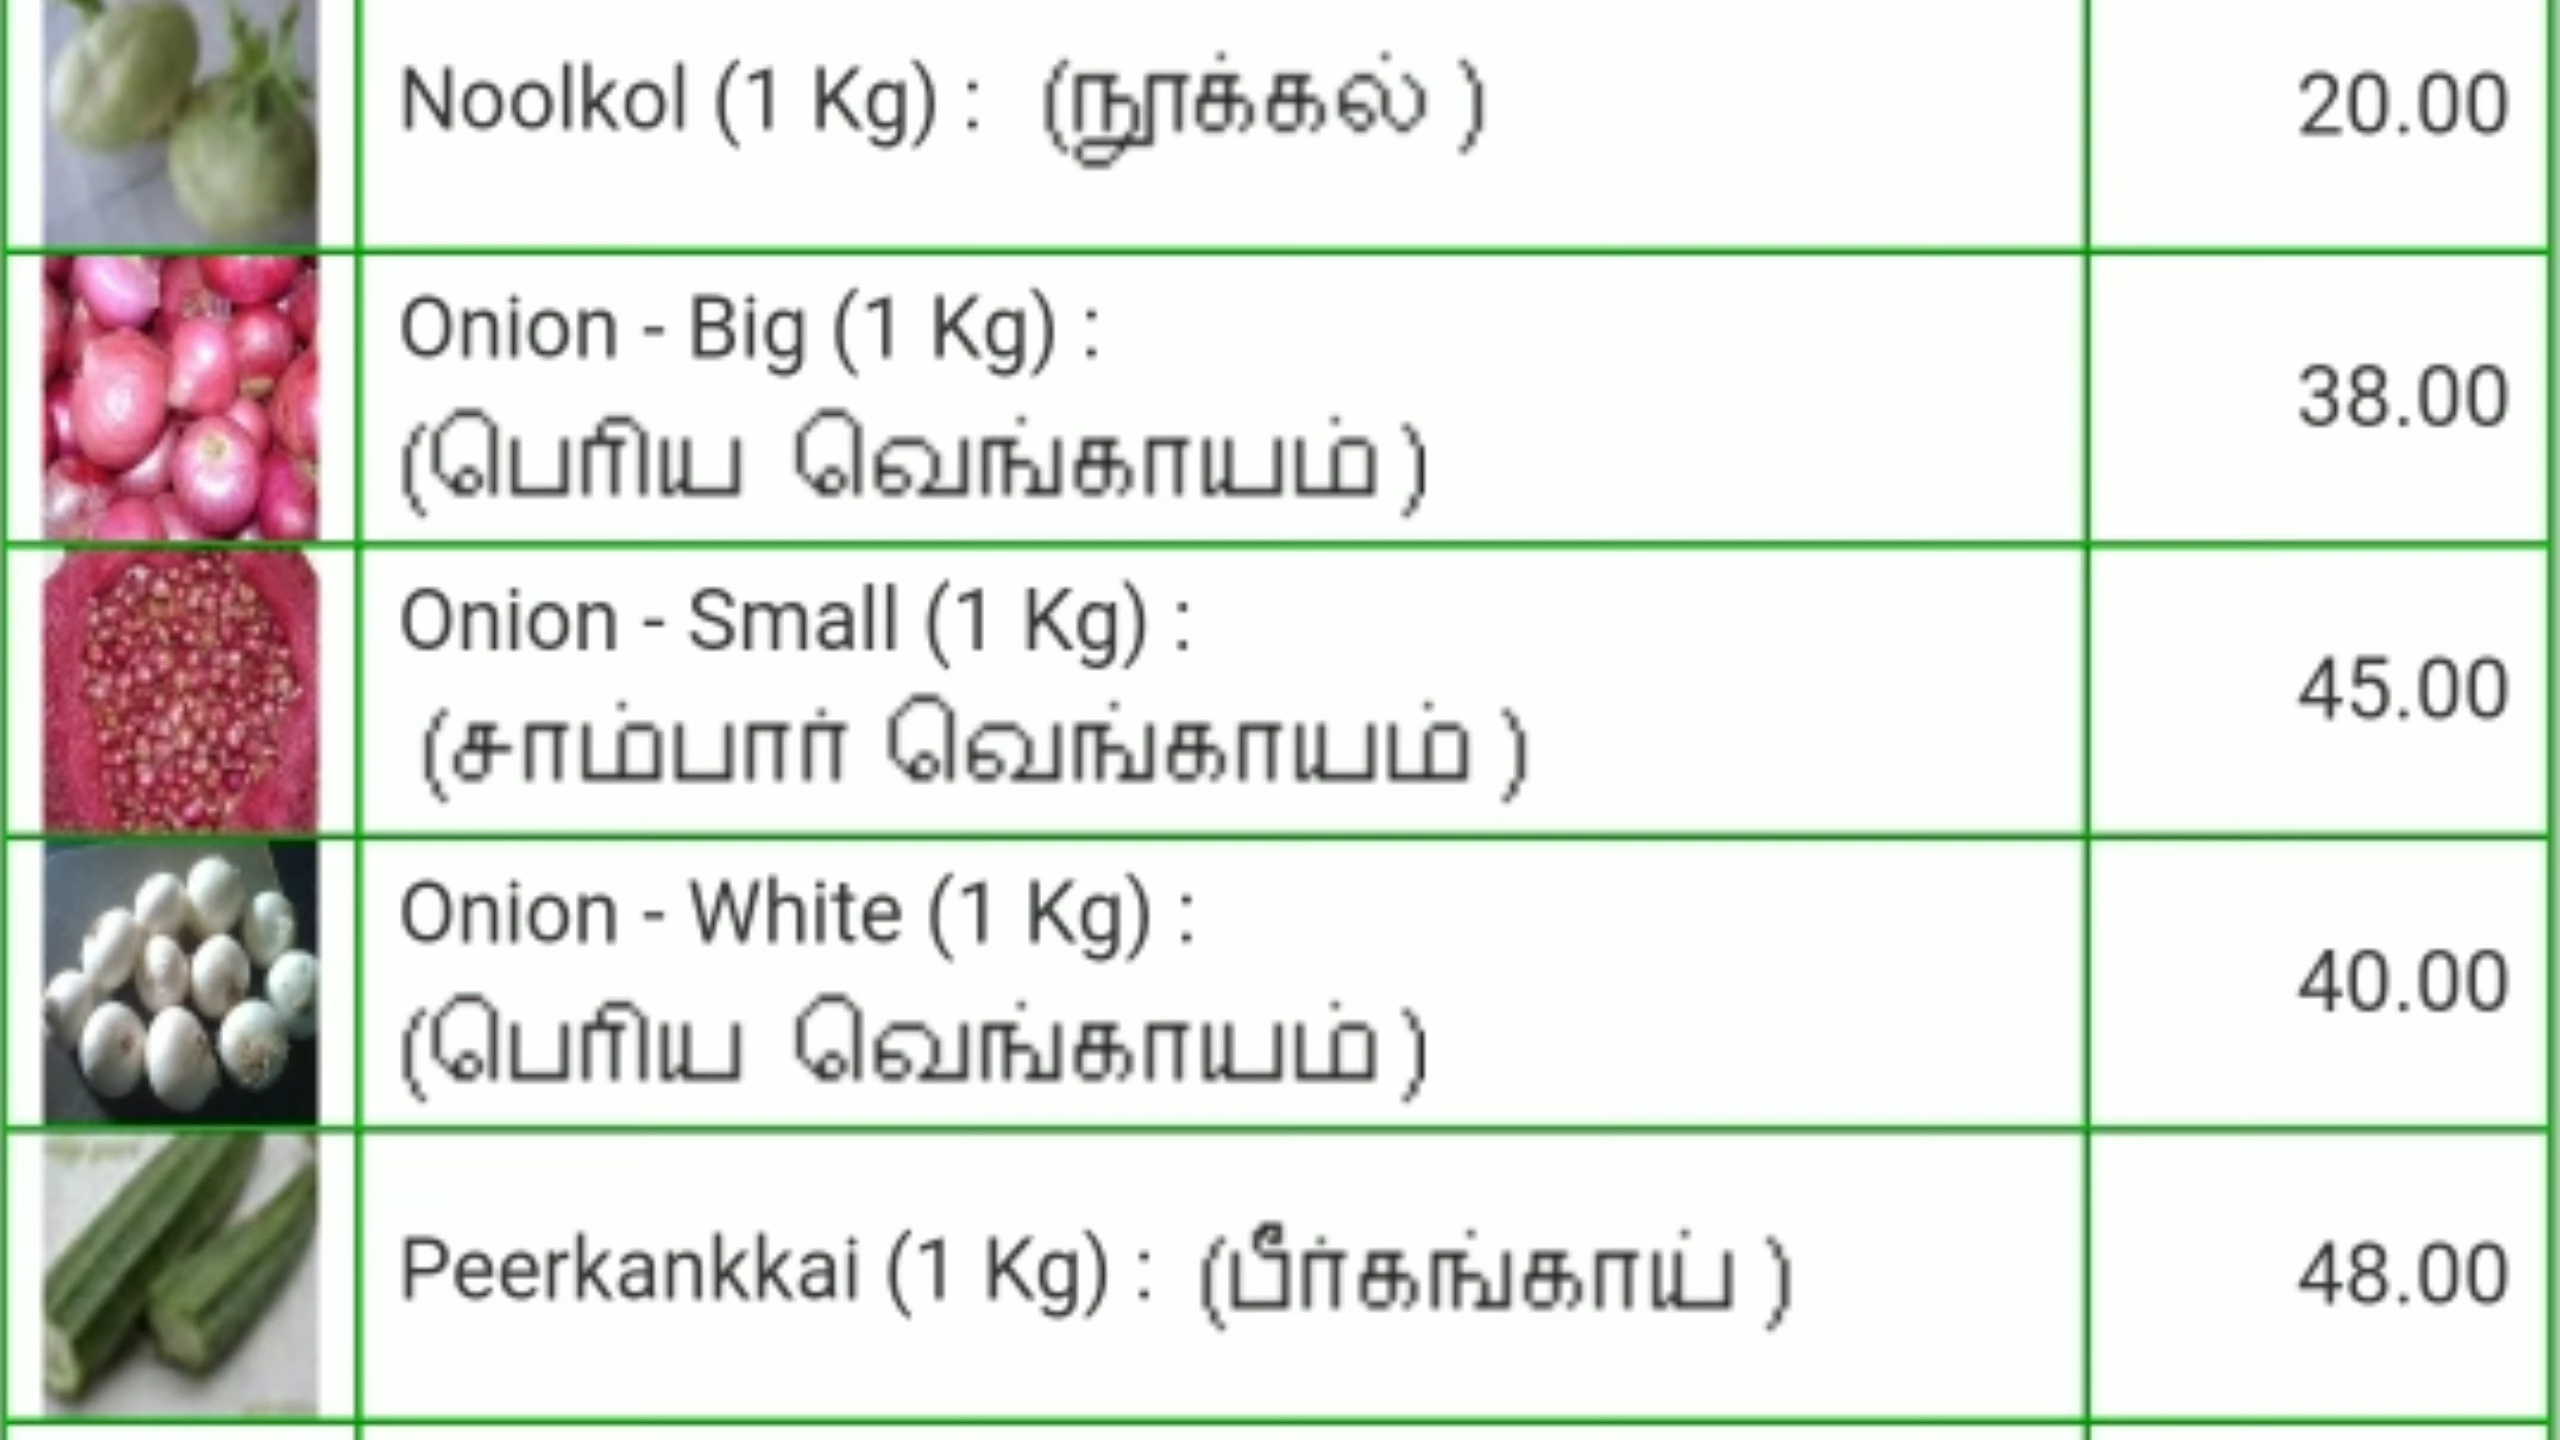 Noolkol (1 Kg) : (நூக்கல் ) 20.00
Onion - Big (1 Kg) :
(பெரிய வெங்காயம் )
38.00
Onion - Small (1 Kg) :
(சாம்பார் வெங்காயம் )
45.00
Onion - White (1 Kg) :
(பெரிய வெங்காயம் )
40.00
Peerkankkai (1 Kg) : (பீர்கங்காய் ) 48.00